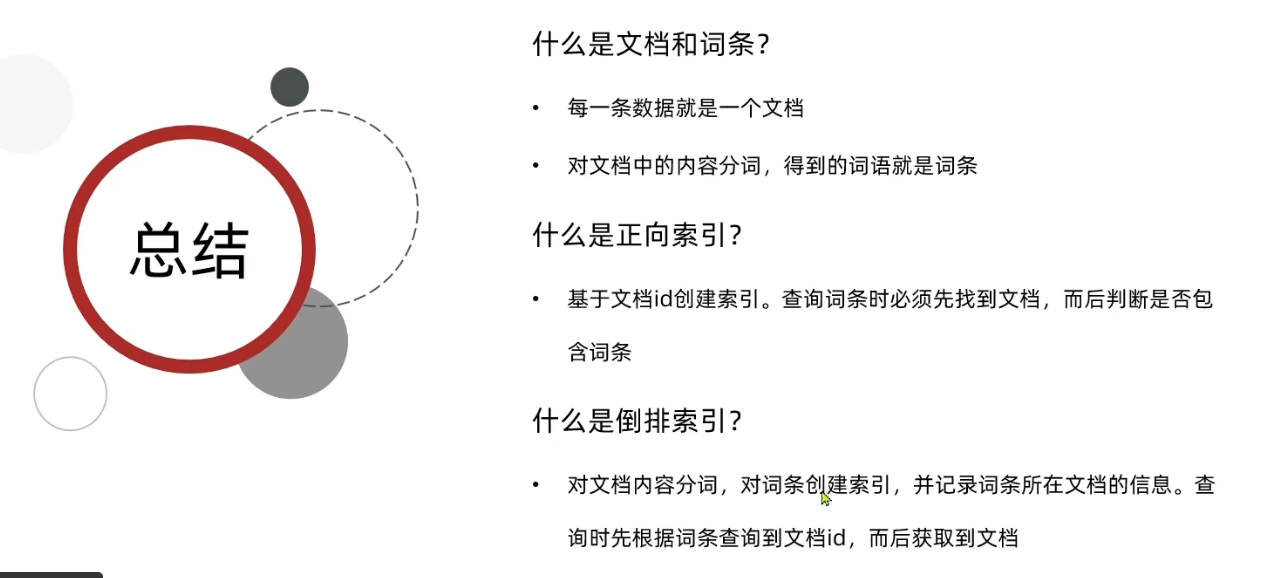 总结
什么是文档和词条？
• 每一条数据就是一个文档
• 对文档中的内容分词，得到的词语就是词条
什么是正向索引？
• 基于文档id创建索引。查询词条时必须先找到文档，而后判断是否包
含词条
什么是倒排索引？
• 对文档内容分词，对词条创建索引，并记录词条所在文档的信息。查
询时先根据词条查询到文档id，而后获取到文档